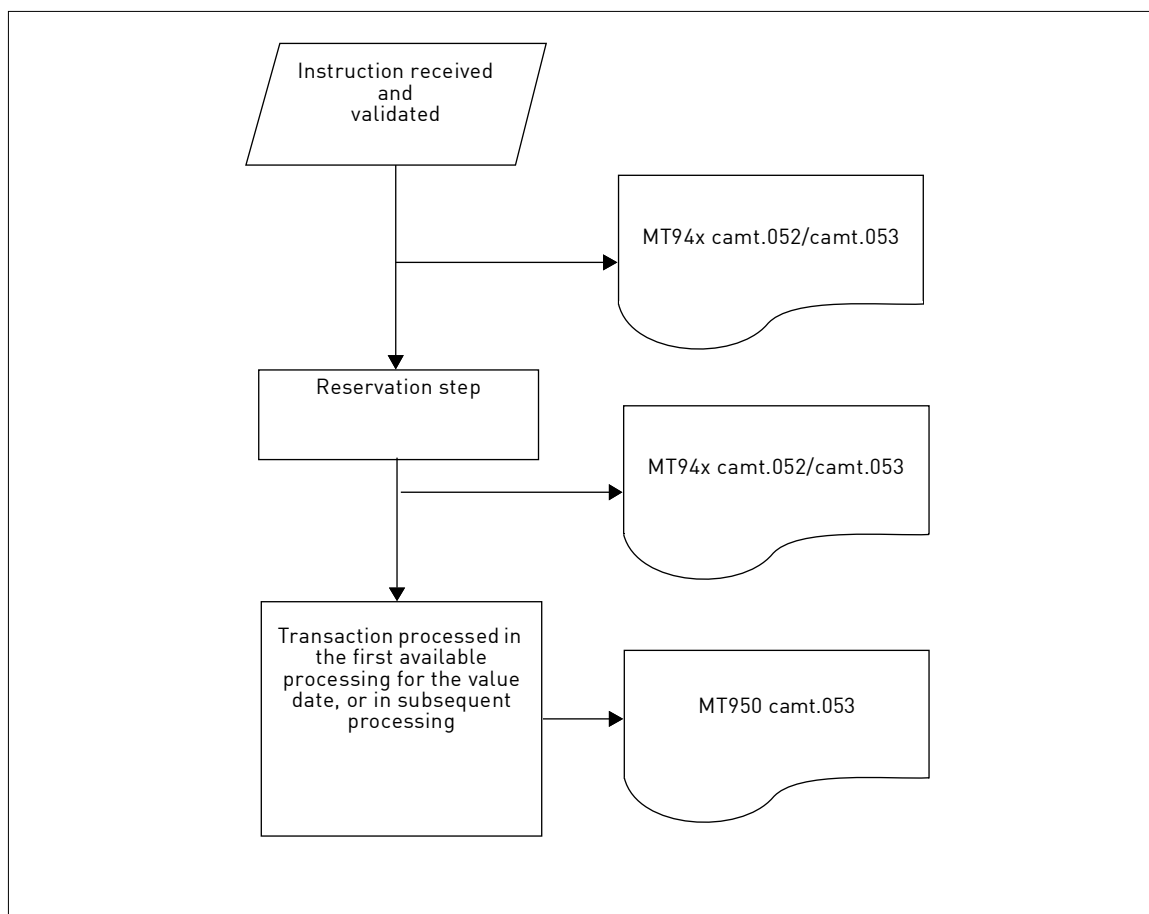 Instruction received
and
validated
MT94x camt.052/camt.053
Reservation step
MT94x camt.052/camt.053
Transaction processed in
the first available
processing for the value
date, or in subsequent
processing
MT950 camt.053